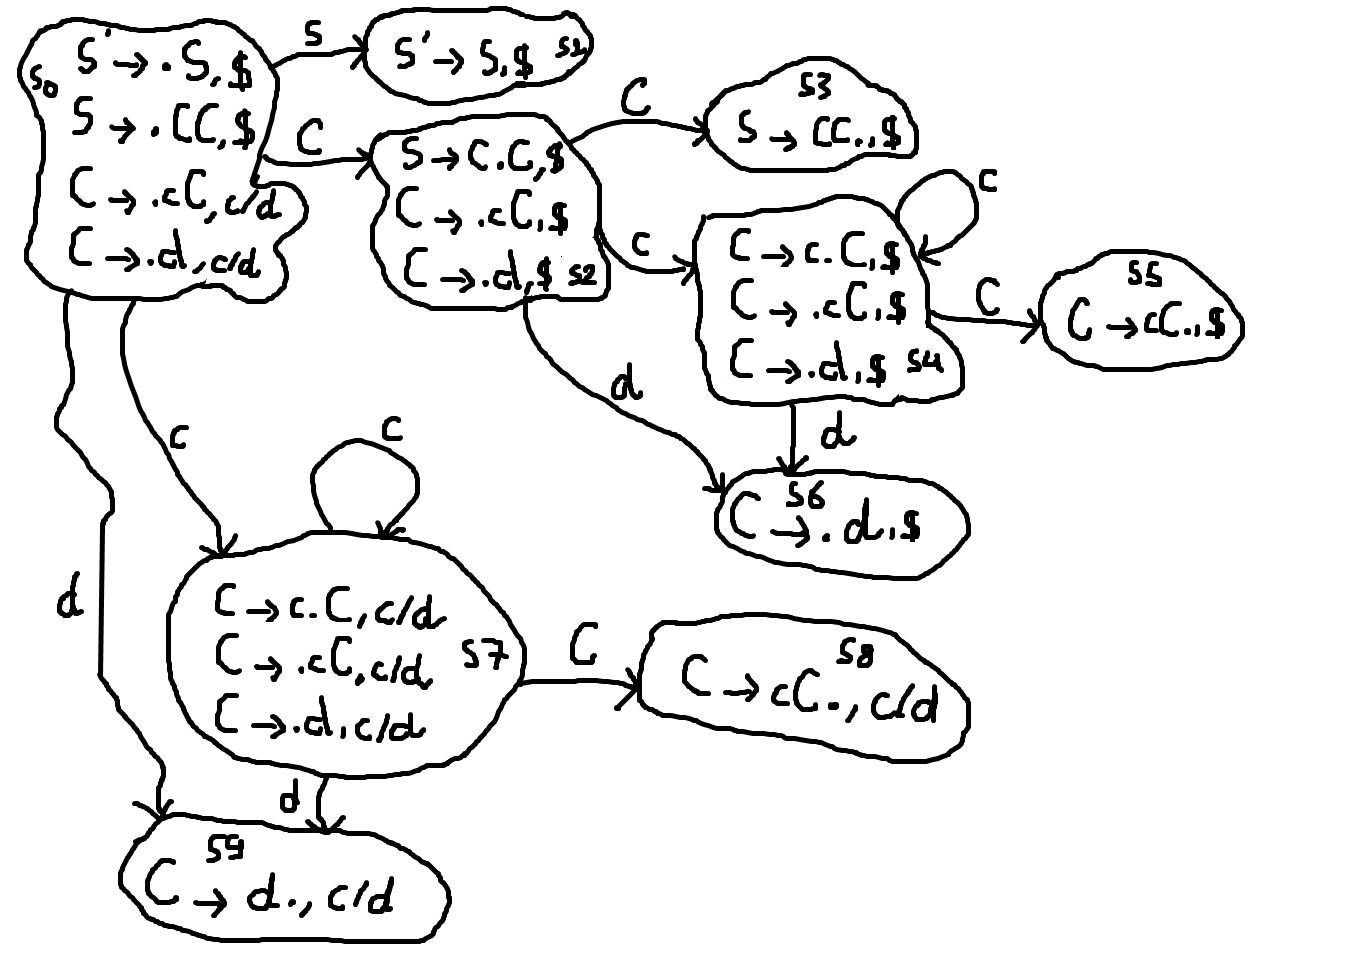 S0
S' → .S,$
S → .CC,$
C → .cC,c/d
C → .d,c/d
S
S' → S,$ S1
C
S → C.C,$
C → .cC,$
C → .d,$ S2
C
S3
S → CC.,$
c
C → c.C,$
C → .cC,$
C → .d,$ S4
c
C
S5
C → cC.,$
d
d
S6
C → .d,$
c
c
C → c.C,c/d
C → .cC,c/d S7
C → .d,c/d
C
S8
C → cC.,c/d
d
d
S9
C → d.,c/d